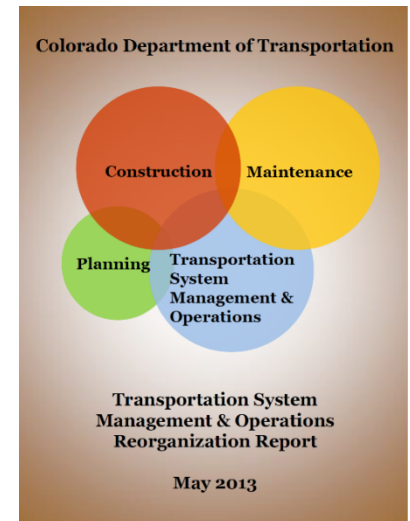 Colorado Department of Transportation
Construction
Maintenance
Planning
Transportation
System
Management &
Operations
Transportation System
Management & Operations
Reorganization Report
May 2013